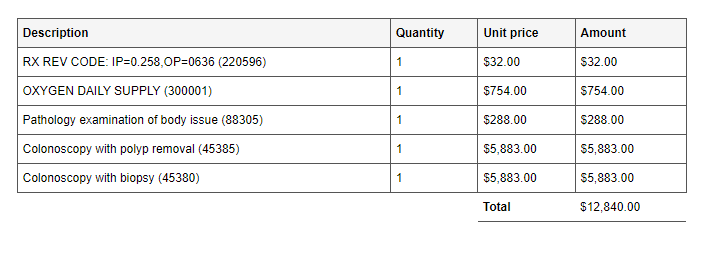 Description Quantity Unit price Amount
RX REV CODE: IP=0.258,OP=0636 (220596) 1 $32.00 $32.00
OXYGEN DAILY SUPPLY (300001) 1 $754.00 $754.00
Pathology examination of body issue (88305) 1 $288.00 $288.00
Colonoscopy with polyp removal (45385) 1 $5,883.00 $5,883.00
Colonoscopy with biopsy (45380) 1 $5,883.00 $5,883.00
Total $12,840.00